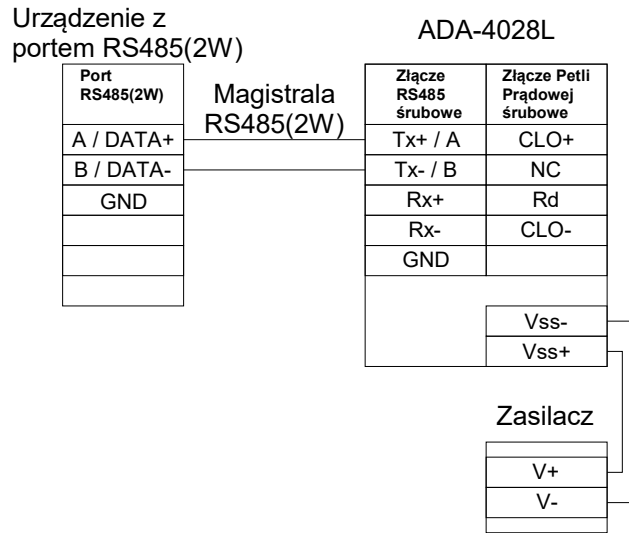 Urządzenie z
portem RS485(2W)
ADA-4028L
Port
RS485(2W)
Magistrala
RS485(2W)
Złącze
RS485
śrubowe
Złącze Petli
Prądowej
śrubowe
A / DATA+
Tx+ / A
CLO+
B / DATA-
Tx- / B
NC
GND
Rx+
Rd
Rx-
CLO-
GND
Vss-
Vss+
Zasilacz
V+
V-